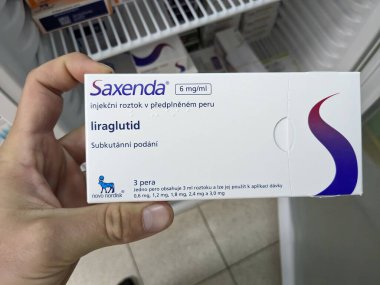 Saxenda® 6 mg/ml
injekční roztok v předplněném peru
liraglutid
Subkutánní podání
3 pera
Jedno pero obsahuje 3 ml roztoku a lze jej použít k aplikaci dávky
0,6 mg, 1,2 mg, 1,8 mg, 2,4 mg a 3,0 mg
novo nordisk®